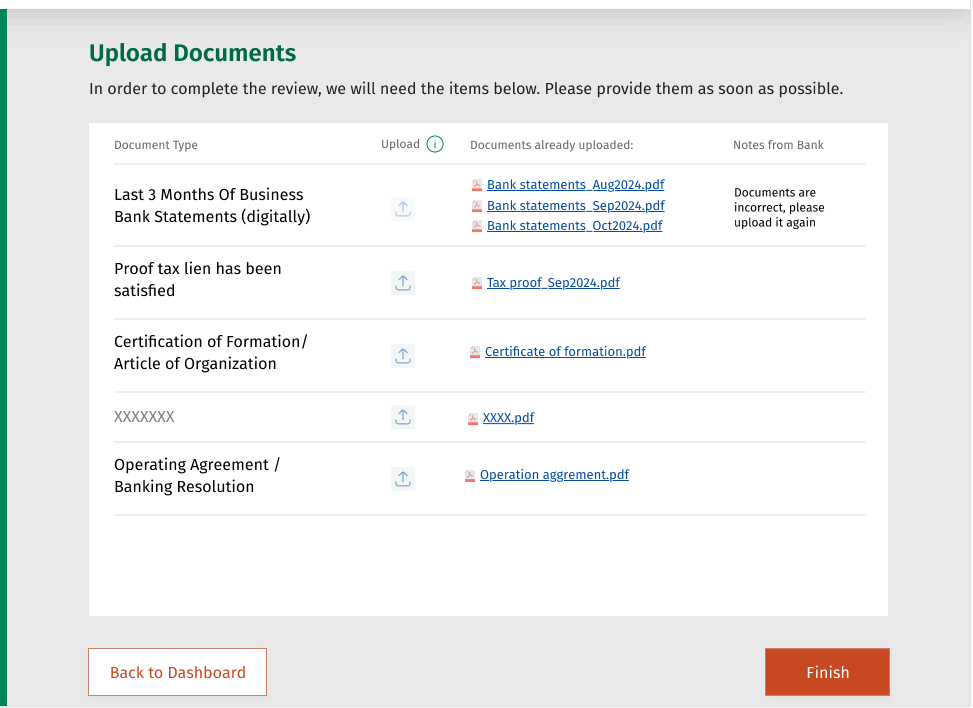 Upload Documents
In order to complete the review, we will need the items below. Please provide them as soon as possible.
Document Type
Upload
i
Documents already uploaded:
Notes from Bank
Last 3 Months Of Business
Bank Statements (digitally)
Bank statements_Aug2024.pdf
Bank statements_Sep2024.pdf
Bank statements_Oct2024.pdf
Documents are
incorrect, please
upload it again
Proof tax lien has been
satisfied
Tax proof_Sep2024.pdf
Certification of Formation/
Article of Organization
Certificate of formation.pdf
XXXXXXX
XXXX.pdf
Operating Agreement /
Banking Resolution
Operation aggrement.pdf
Back to Dashboard
Finish